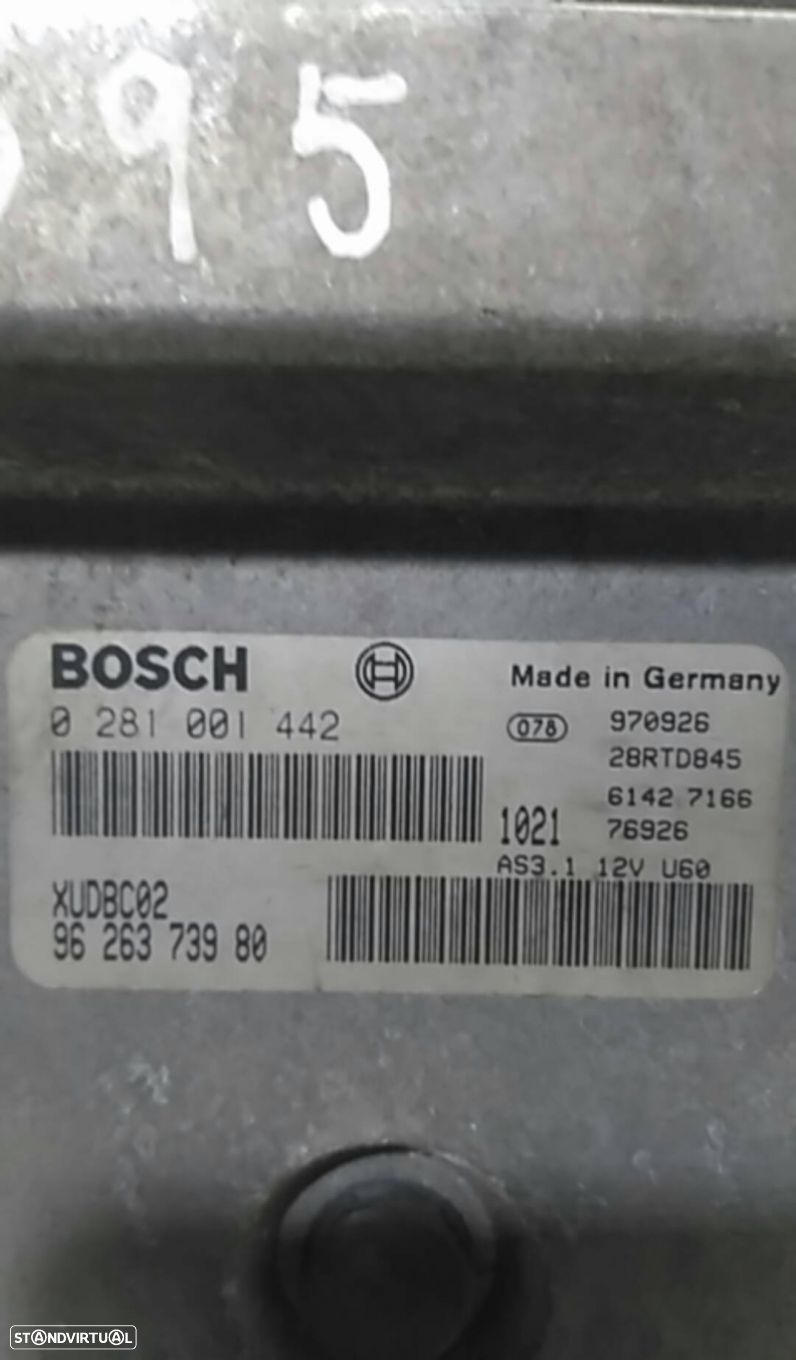 95
BOSCH
Made in Germany
0 281 001 442
078
970926
28RTD845
6142 7166
1021
76926
AS3.1 12V U60
XUDBC02
96 263 739 80
STANDVIRTUAL